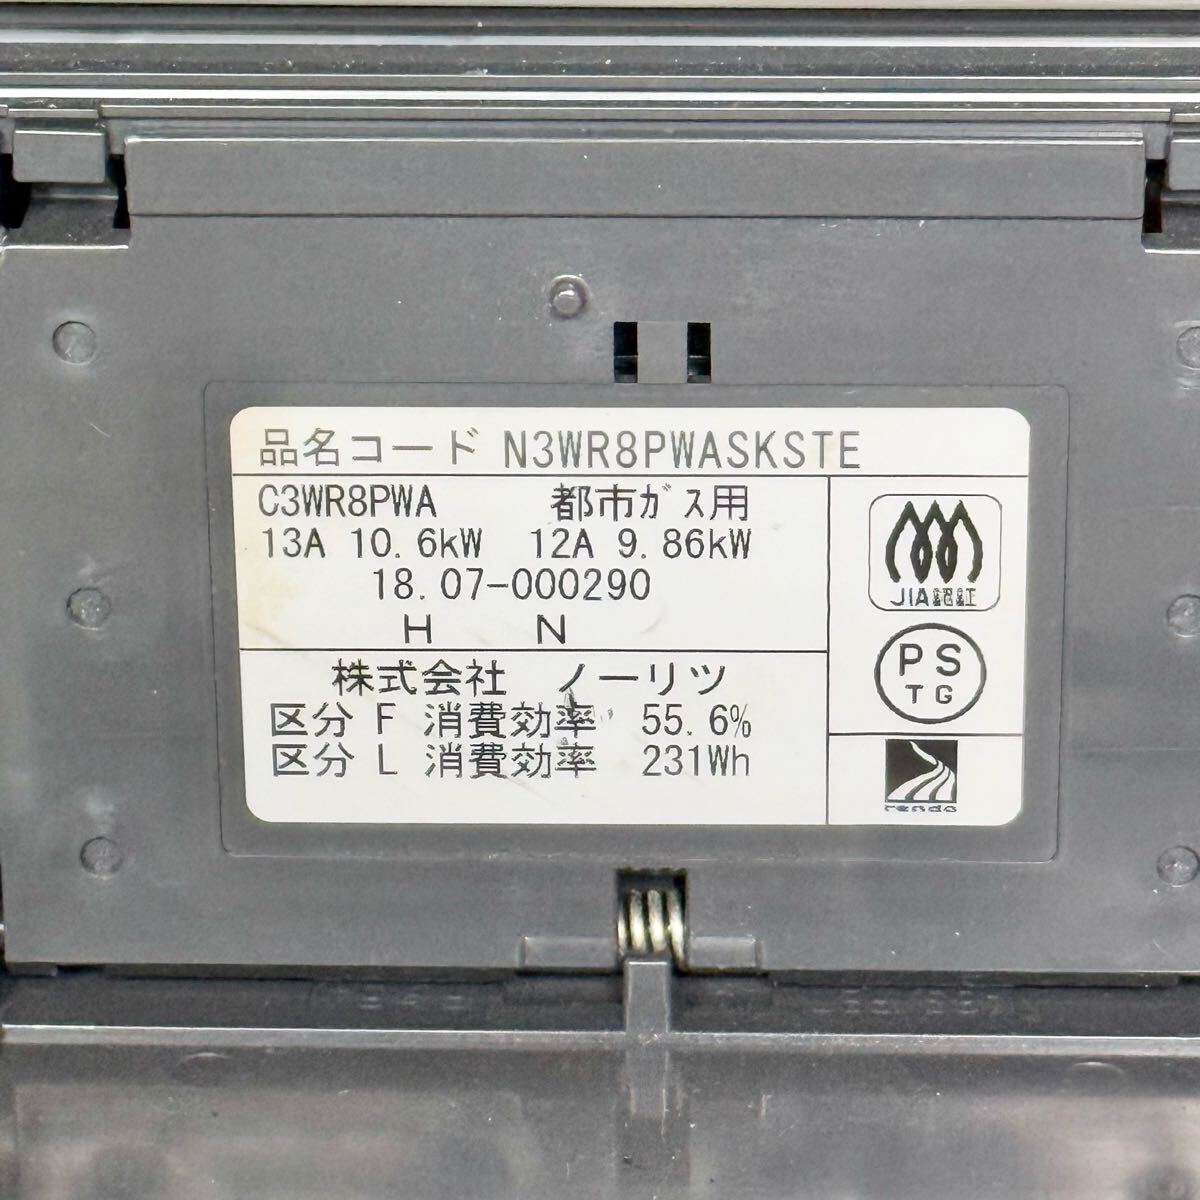 品名コード N3WR8PWASKSTE
C3WR8PWA 都市ｶﾞｽ用
13A 10.6kW 12A 9.86kW
18.07-000290
H N
株式会社 ノーリツ
区分 F 消費効率 55.6%
区分 L 消費効率 231Wh
JIA認証
PS
TG
rendo